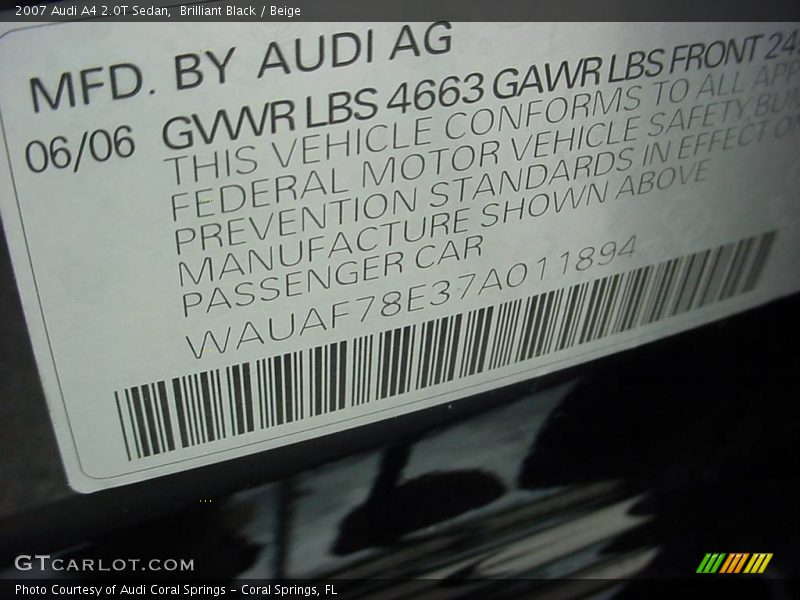 2007 Audi A4 2.0T Sedan, Brilliant Black / Beige
MFD. BY AUDI AG
06/06 GVWR LBS 4663 GAWR LBS FRONT 24
THIS VEHICLE CONFORMS TO ALL APP
FEDERAL MOTOR VEHICLE SAFETY, BUM
PREVENTION STANDARDS IN EFFECT O
MANUFACTURE SHOWN ABOVE
PASSENGER CAR
WAUAF78E37A011894
GTCARLOT.COM
Photo Courtesy of Audi Coral Springs - Coral Springs, FL